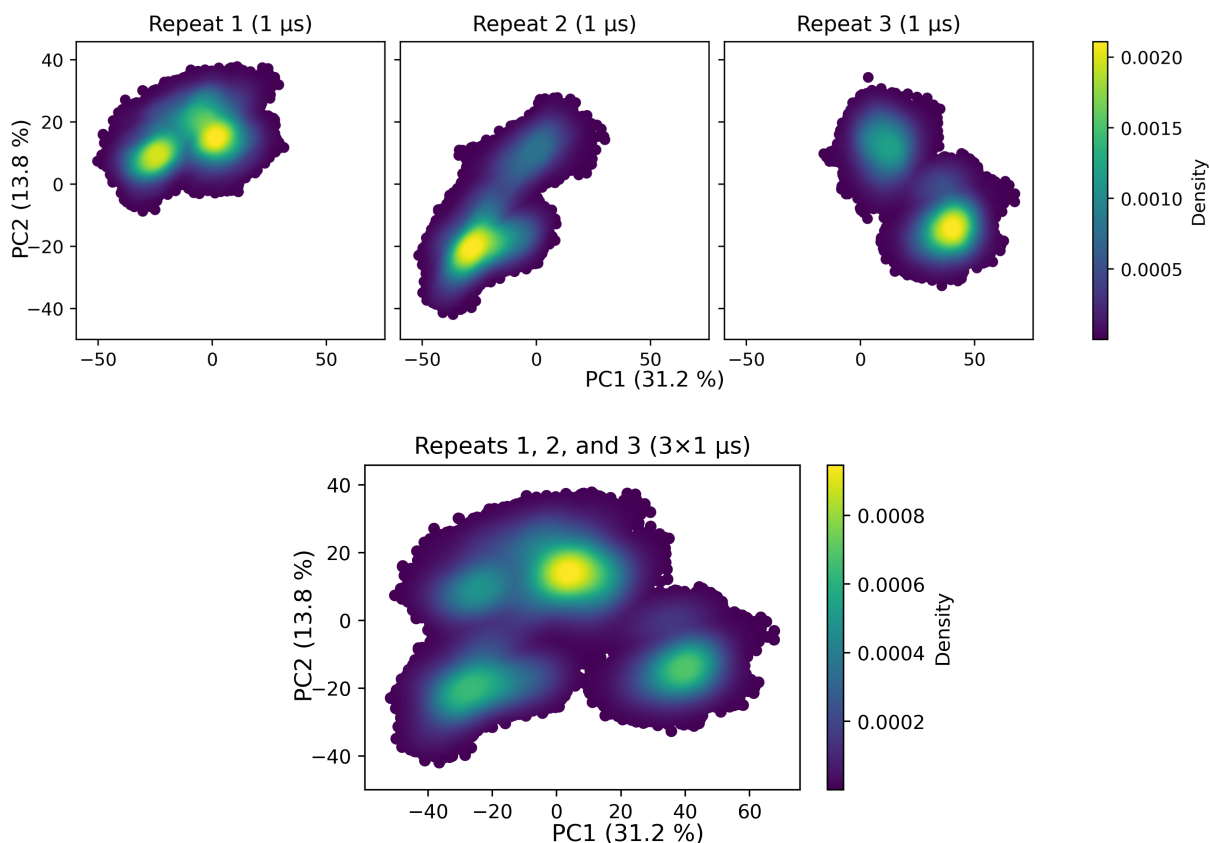 Repeat 1 (1 µs)
Repeat 2 (1 µs)
Repeat 3 (1 µs)
PC2 (13.8 %)
40
20
0
−20
−40
−50 0 50
−50 0 50
−50 0 50
PC1 (31.2 %)
0.0020
0.0015
0.0010
0.0005
Density
Repeats 1, 2, and 3 (3×1 µs)
PC2 (13.8 %)
40
20
0
−20
−40
−40 −20 0 20 40 60
PC1 (31.2 %)
0.0008
0.0006
0.0004
0.0002
Density